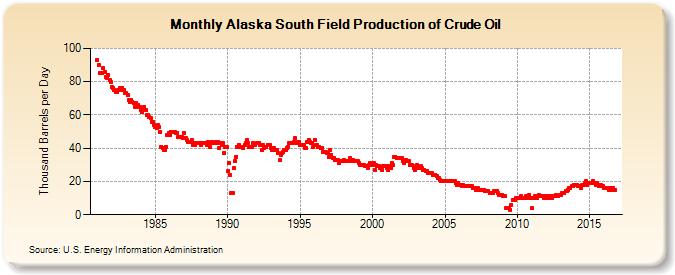 Monthly Alaska South Field Production of Crude Oil
Thousand Barrels per Day
100
80
60
40
20
0
1985 1990 1995 2000 2005 2010 2015
Source: U.S. Energy Information Administration